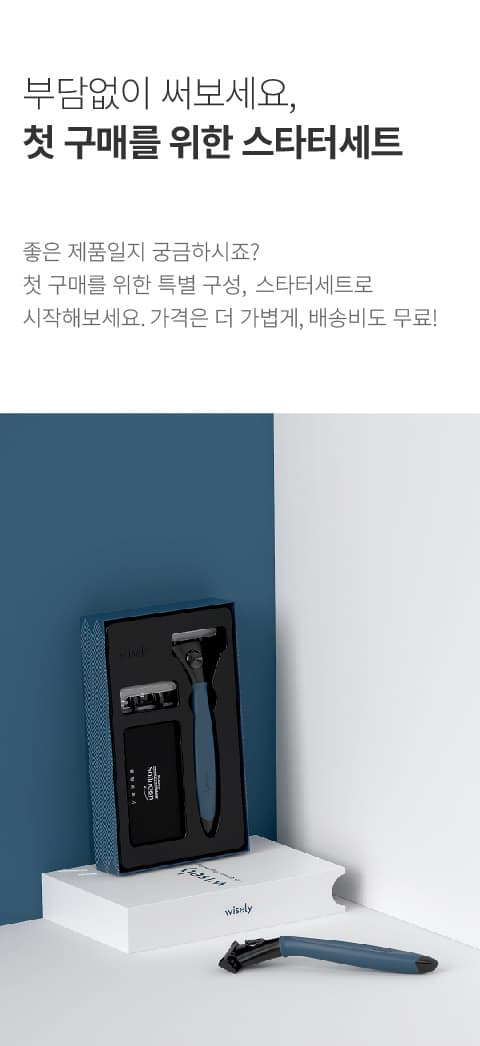 부담없이 써보세요,
첫 구매를 위한 스타터세트
좋은 제품일지 궁금하시죠?
첫 구매를 위한 특별 구성, 스타터세트로
시작해보세요. 가격은 더 가볍게, 배송비도 무료!
wisely
wisely
wisely